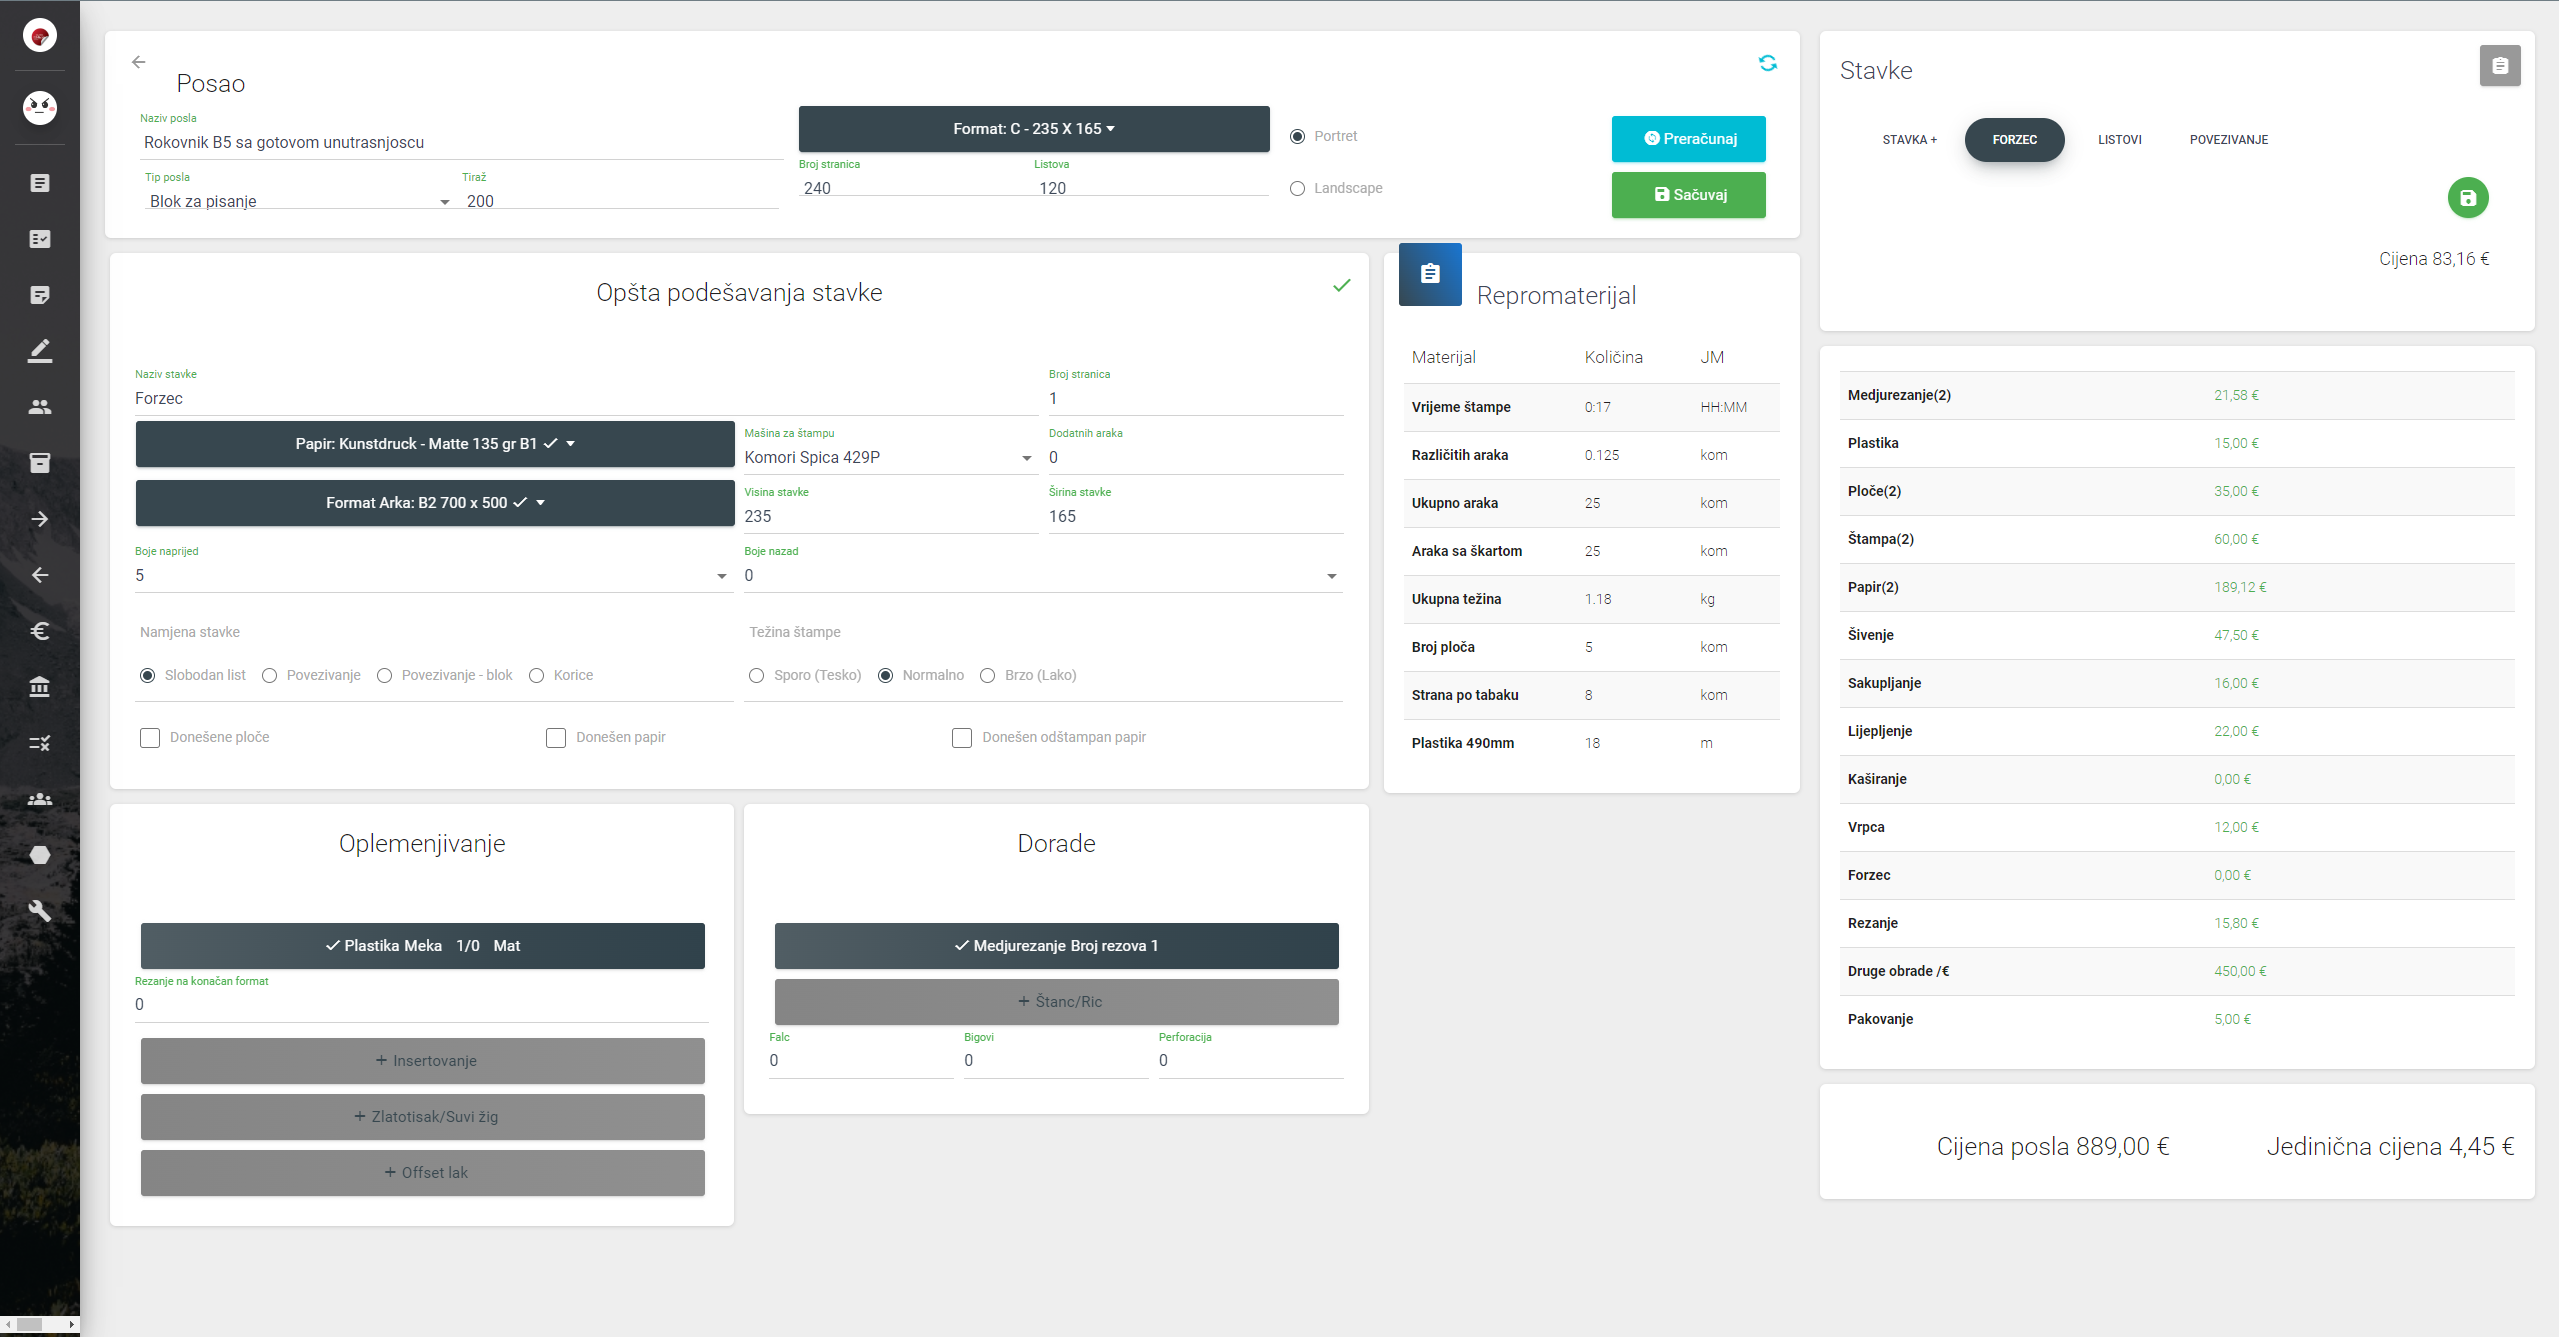 Posao
Naziv posla
Rokovnik B5 sa gotovom unutrasnjoscu
Tip posla
Blok za pisanje
Tiraž
200
Format: C - 235 X 165
Broj stranica
240
Listova
120
Portret
Landscape
Preračunaj
Sačuvaj
Opšta podešavanja stavke
Naziv stavke
Forzec
Broj stranica
1
Papir: Kunstdruck - Matte 135 gr B1
Mašina za štampu
Komori Spica 429P
Dodatnih araka
0
Format Arka: B2 700 x 500
Visina stavke
235
Širina stavke
165
Boje naprijed
5
Boje nazad
0
Namjena stavke
Slobodan list Povezivanje Povezivanje - blok Korice
Težina štampe
Sporo (Tesko) Normalno Brzo (Lako)
Donešene ploče Donešen papir Donešen odštampan papir
Oplemenjivanje
Plastika Meka 1/0 Mat
Rezanje na konačan format
0
+ Insertovanje
+ Zlatotisak/Suvi žig
+ Offset lak
Dorade
Medjurezanje Broj rezova 1
+ Štanc/Ric
Falc
0
Bigovi
0
Perforacija
0
Repromaterijal
Materijal Količina JM
Vrijeme štampe 0:17 HH:MM
Različitih araka 0.125 kom
Ukupno araka 25 kom
Araka sa škartom 25 kom
Ukupna težina 1.18 kg
Broj ploča 5 kom
Strana po tabaku 8 kom
Plastika 490mm 18 m
Stavke
STAVKA + FORZEC LISTOVI POVEZIVANJE
Cijena 83,16 €
Medjurezanje(2) 21,58 €
Plastika 15,00 €
Ploče(2) 35,00 €
Štampa(2) 60,00 €
Papir(2) 189,12 €
Šivenje 47,50 €
Sakupljanje 16,00 €
Lijepljenje 22,00 €
Kaširanje 0,00 €
Vrpca 12,00 €
Forzec 0,00 €
Rezanje 15,80 €
Druge obrade /€ 450,00 €
Pakovanje 5,00 €
Cijena posla 889,00 € Jedinična cijena 4,45 €